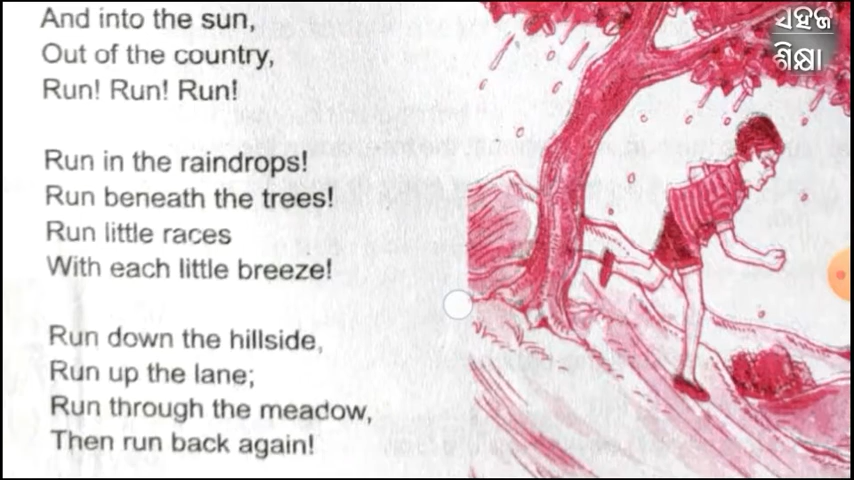 And into the sun,
Out of the country,
Run! Run! Run!
Run in the raindrops!
Run beneath the trees!
Run little races
With each little breeze!
Run down the hillside,
Run up the lane;
Run through the meadow,
Then run back again!
ସହଜ
ଶିକ୍ଷା